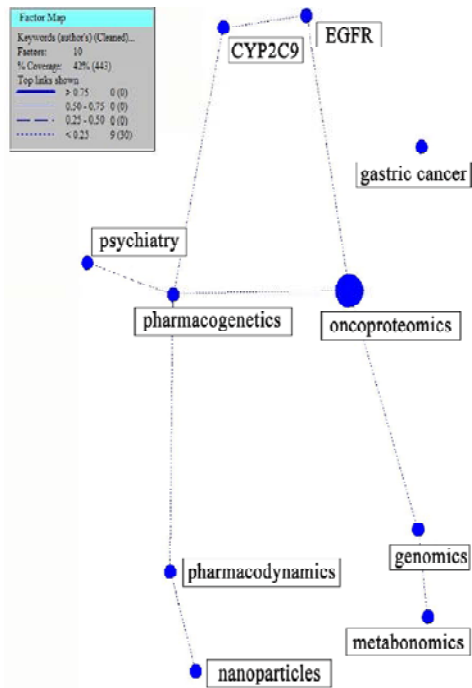 Factor Map
Keywords (author's) (Cleaned)...
Factors: 10
% Coverage: 42% (443)
Top links shown
> 0.75 0 (0)
0.50 - 0.75 0 (0)
0.25 - 0.50 0 (0)
< 0.25 9 (30)
EGFR
CYP2C9
gastric cancer
psychiatry
pharmacogenetics
oncoproteomics
genomics
pharmacodynamics
metabonomics
nanoparticles